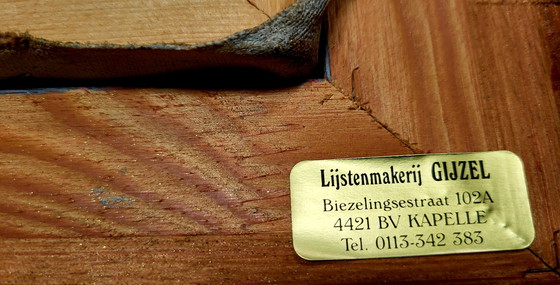 Lijstenmakerij GIJZEL
Biezelingsestraat 102A
4421 BV KAPELLE
Tel. 0113-342 383